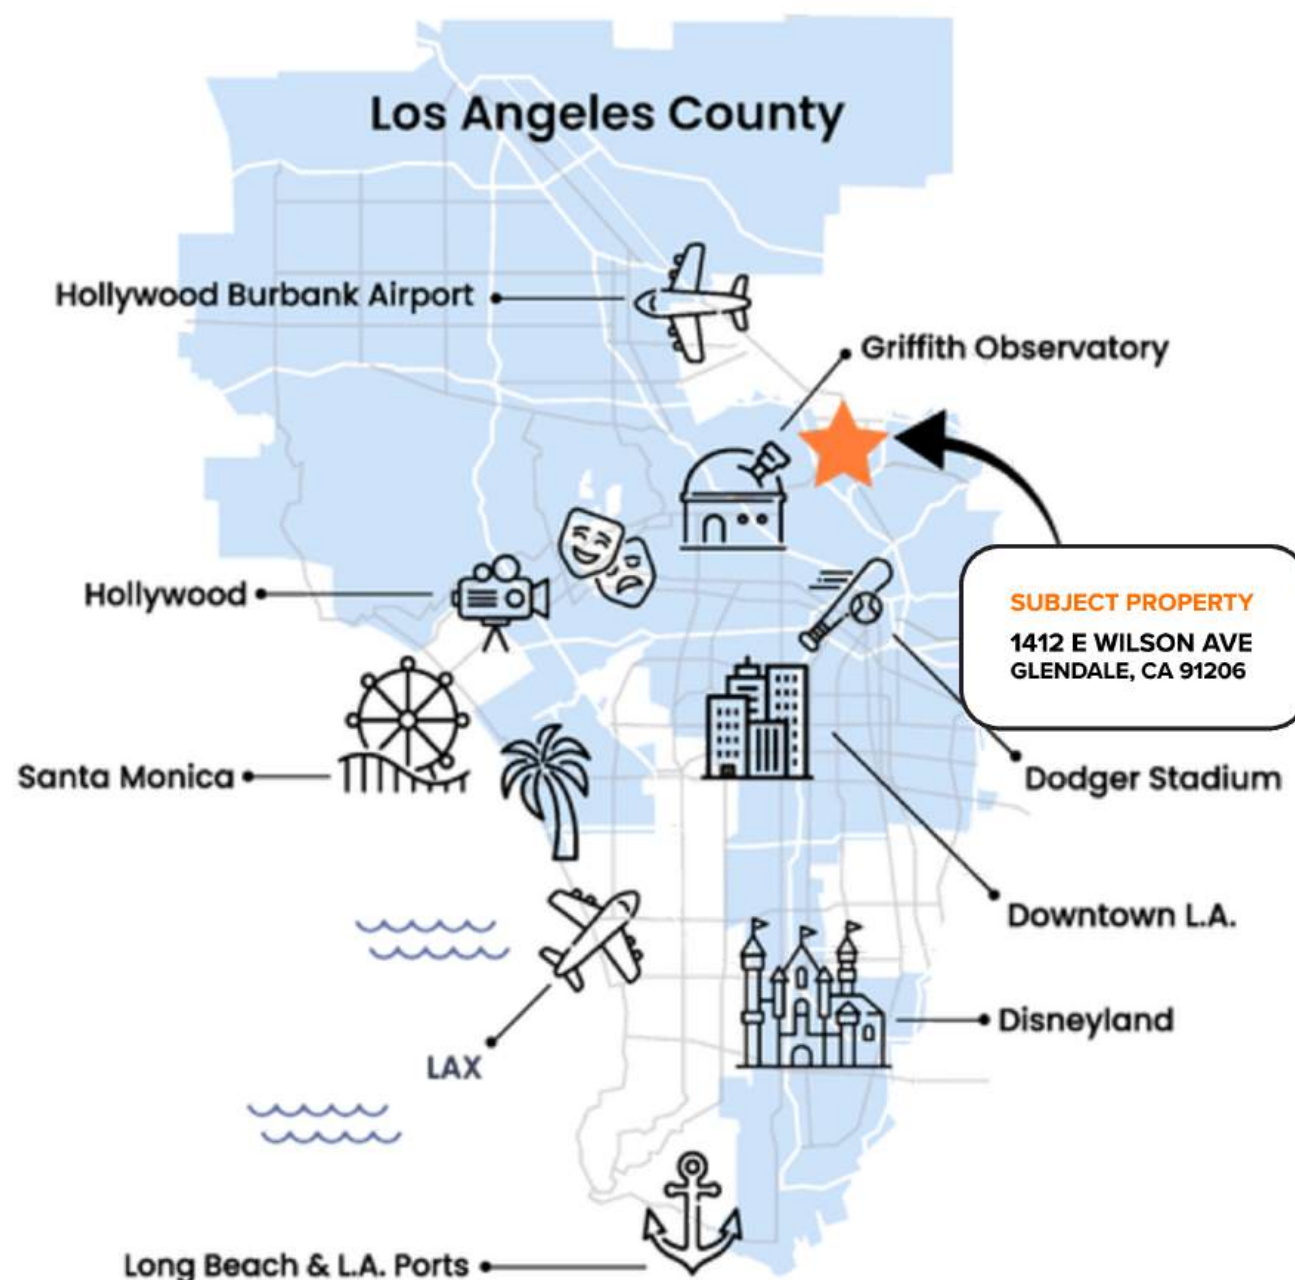 Los Angeles County
Hollywood Burbank Airport
Griffith Observatory
Hollywood
SUBJECT PROPERTY
1412 E WILSON AVE
GLENDALE, CA 91206
Santa Monica
Dodger Stadium
Downtown L.A.
Disneyland
LAX
Long Beach & L.A. Ports